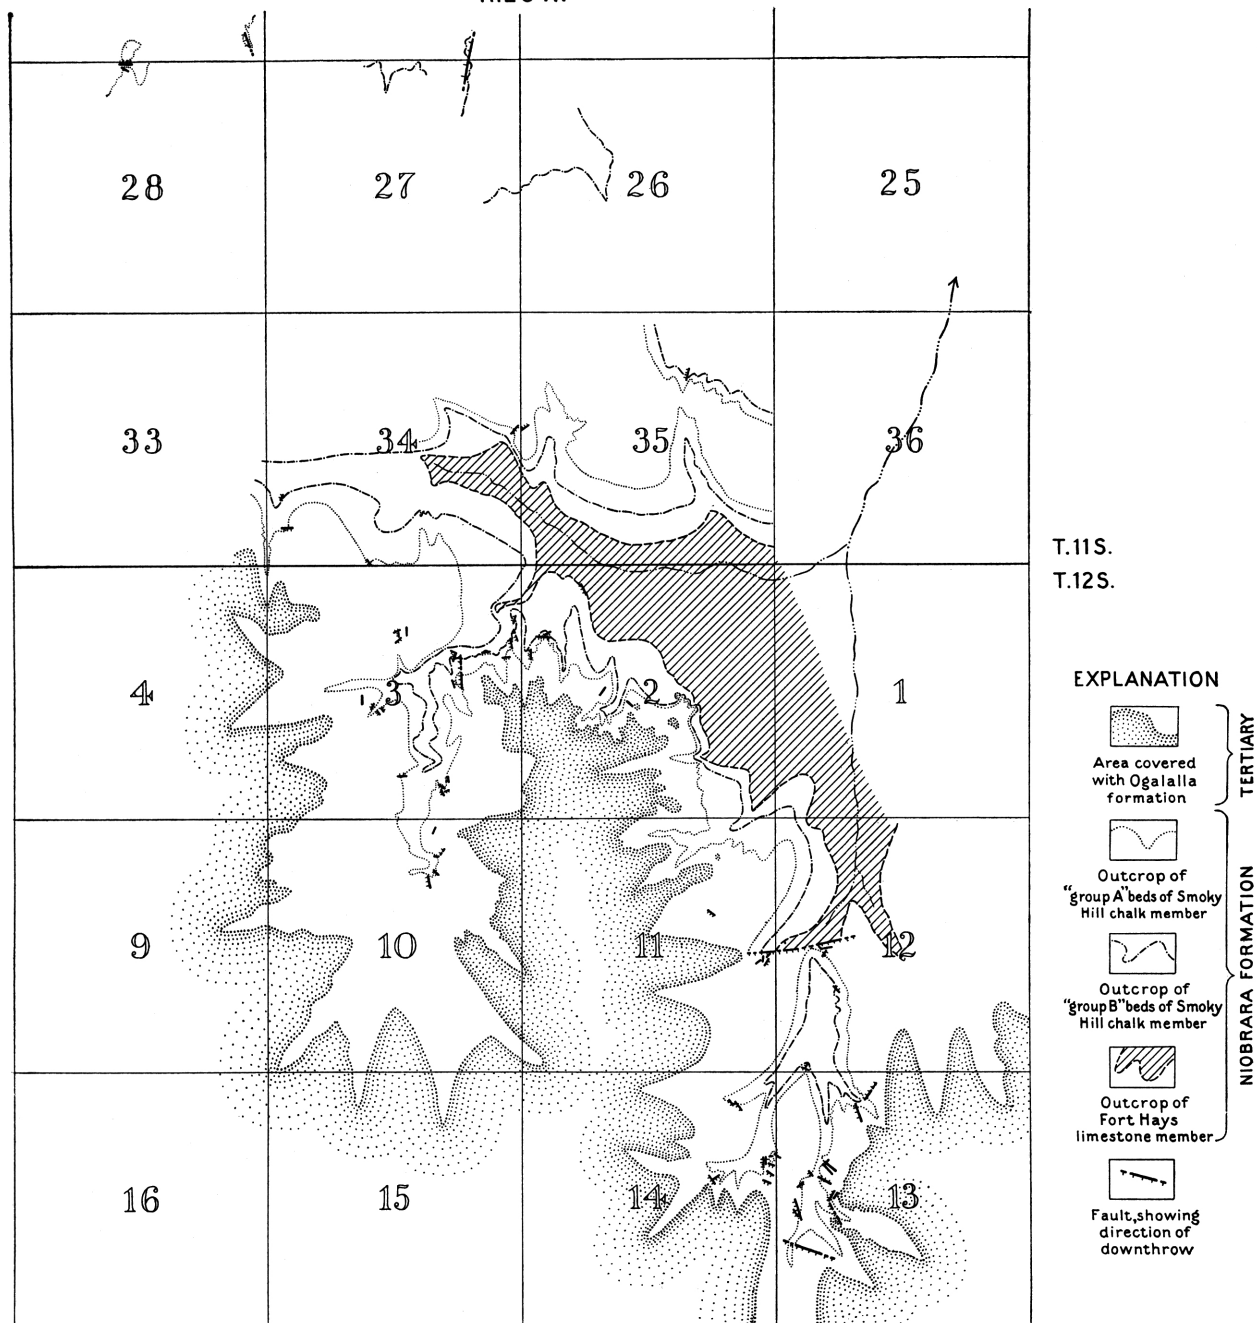 28
27
26
25
33
34
35
36
T.11S.
T.12S.
4
3
2
1
9
10
11
12
16
15
14
13
EXPLANATION
Area covered
with Ogalalla
formation
TERTIARY
Outcrop of
"group A" beds of Smoky
Hill chalk member
Outcrop of
"group B" beds of Smoky
Hill chalk member
Outcrop of
Fort Hays
limestone member
NIOBRARA FORMATION
Fault, showing
direction of
downthrow